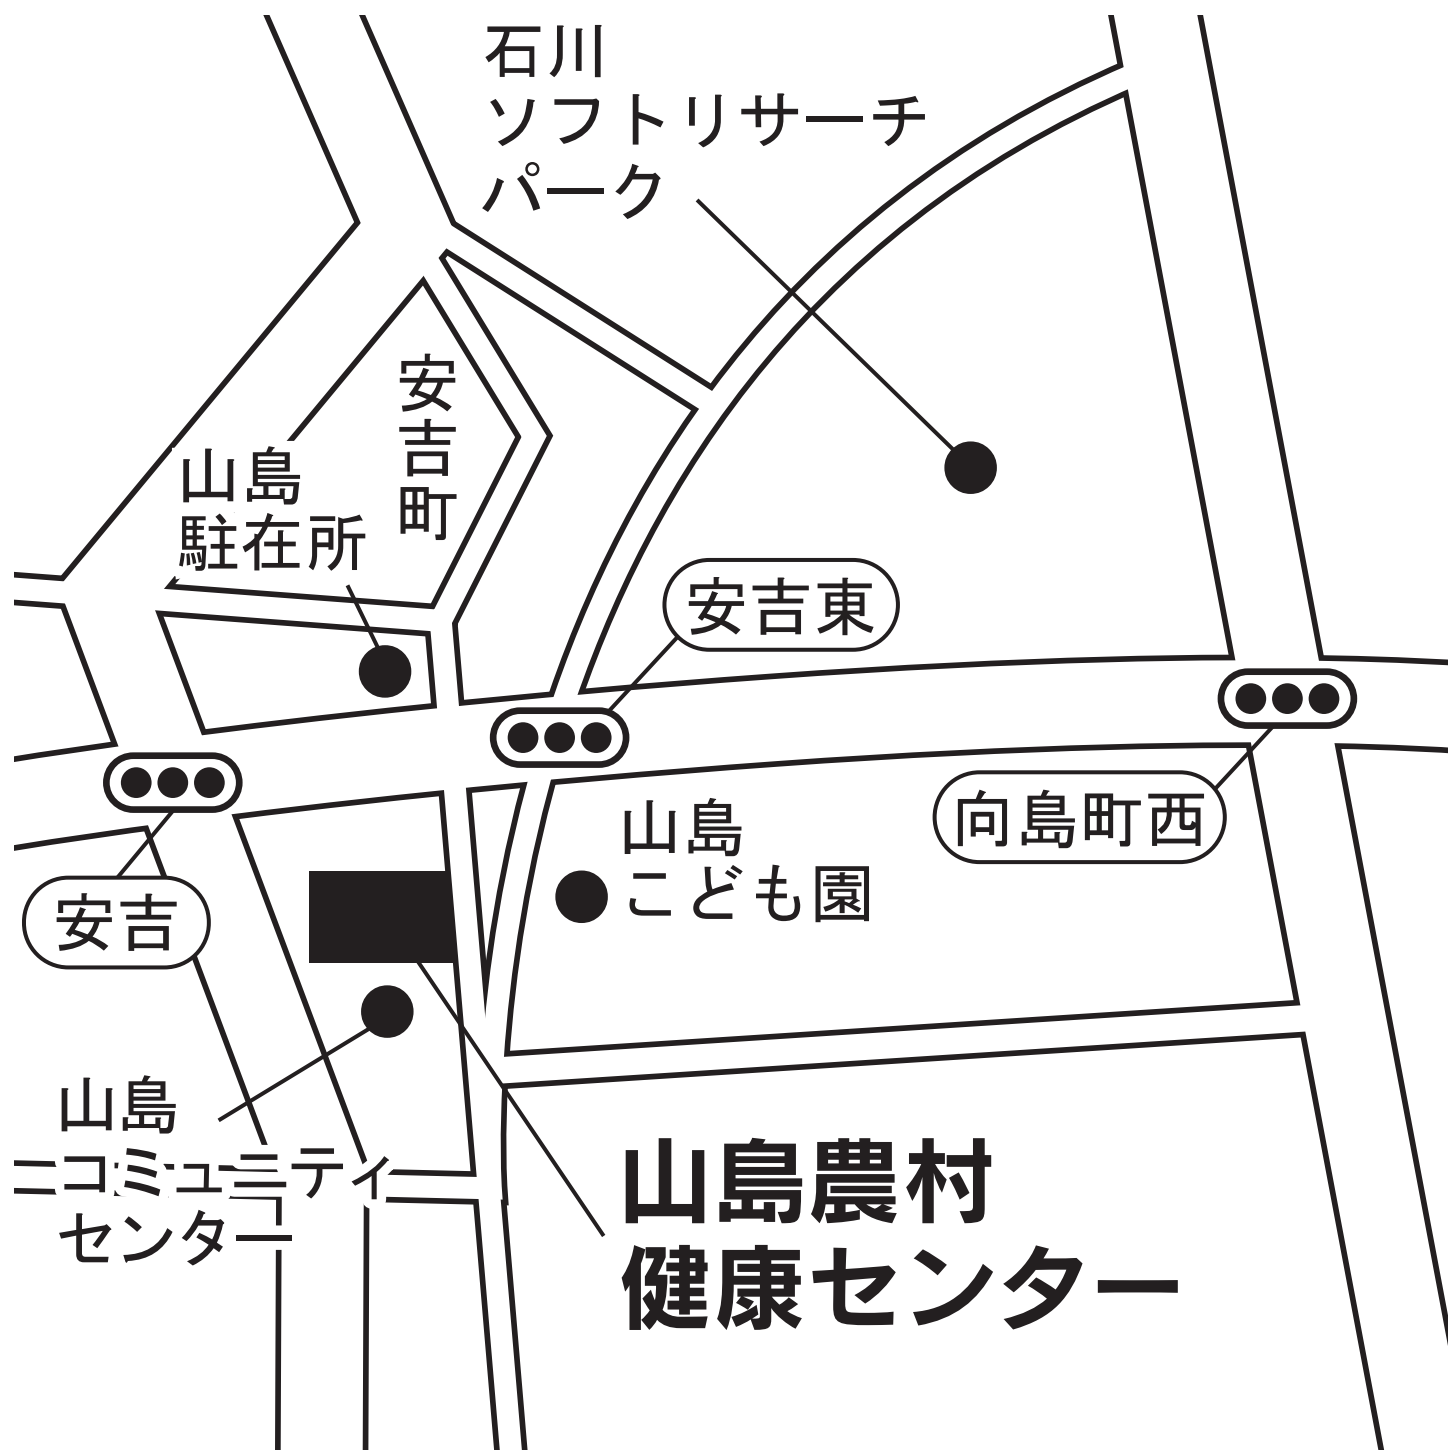 石川
ソフトリサーチ
パーク
安吉町
山島
駐在所
安吉東
向島町西
山島
こども園
安吉
山島
コミュニティ
センター
山島農村
健康センター